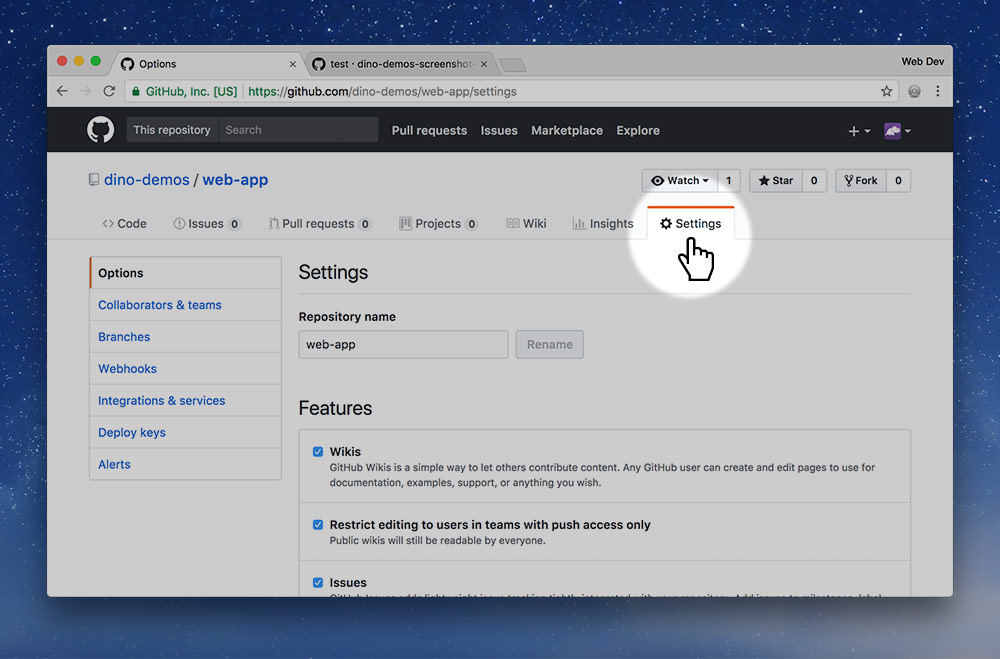 Options
test · dino-demos-screenshot-
Web Dev
GitHub, Inc. [US] https://github.com/dino-demos/web-app/settings
This repository Search Pull requests Issues Marketplace Explore
dino-demos / web-app
Watch 1 Star 0 Fork 0
Code Issues 0 Pull requests 0 Projects 0 Wiki Insights Settings
Options
Collaborators & teams
Branches
Webhooks
Integrations & services
Deploy keys
Alerts
Settings
Repository name
web-app Rename
Features
Wikis
GitHub Wikis is a simple way to let others contribute content. Any GitHub user can create and edit pages to use for
documentation, examples, support, or anything you wish.
Restrict editing to users in teams with push access only
Public wikis will still be readable by everyone.
Issues